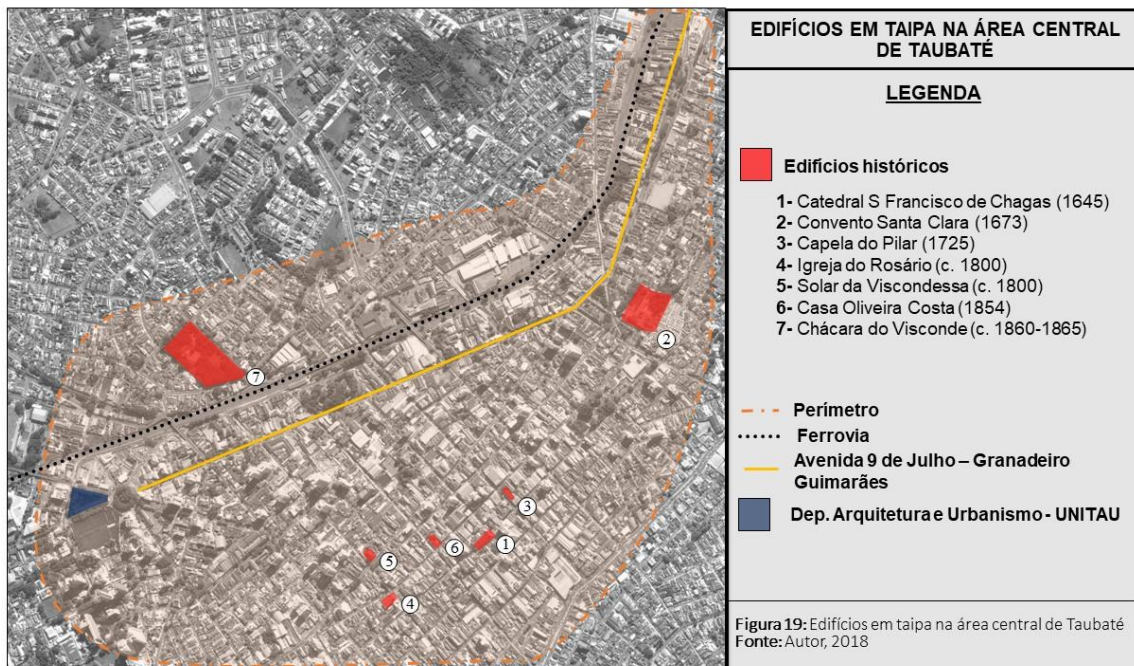 EDIFÍCIOS EM TAIPA NA ÁREA CENTRAL
DE TAUBATÉ
LEGENDA
Edifícios históricos
1- Catedral S Francisco de Chagas (1645)
2- Convento Santa Clara (1673)
3- Capela do Pilar (1725)
4- Igreja do Rosário (c. 1800)
5- Solar da Viscondessa (c. 1800)
6- Casa Oliveira Costa (1854)
7- Chácara do Visconde (c. 1860-1865)
Perímetro
Ferrovia
Avenida 9 de Julho – Granadeiro
Guimarães
Dep. Arquitetura e Urbanismo - UNITAU
Figura 19: Edifícios em taipa na área central de Taubaté
Fonte: Autor, 2018
2
7
3
1
6
5
4